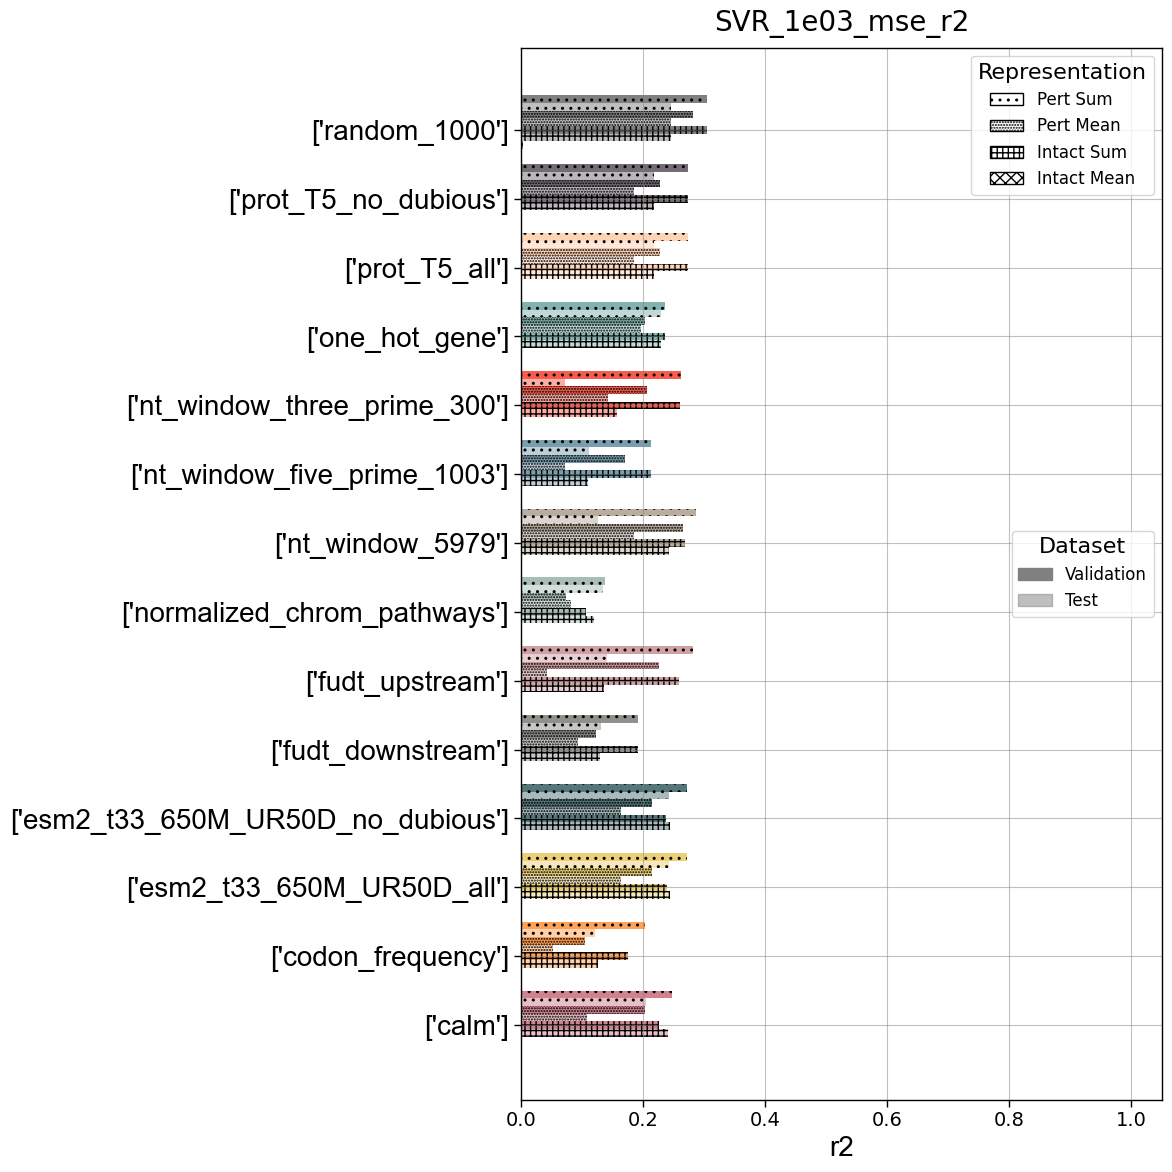 SVR_1e03_mse_r2
Representation
Pert Sum
Pert Mean
Intact Sum
Intact Mean
['random_1000']
['prot_T5_no_dubious']
['prot_T5_all']
['one_hot_gene']
['nt_window_three_prime_300']
['nt_window_five_prime_1003']
['nt_window_5979']
Dataset
Validation
Test
['normalized_chrom_pathways']
['fudt_upstream']
['fudt_downstream']
['esm2_t33_650M_UR50D_no_dubious']
['esm2_t33_650M_UR50D_all']
['codon_frequency']
['calm']
0.0 0.2 0.4 0.6 0.8 1.0
r2